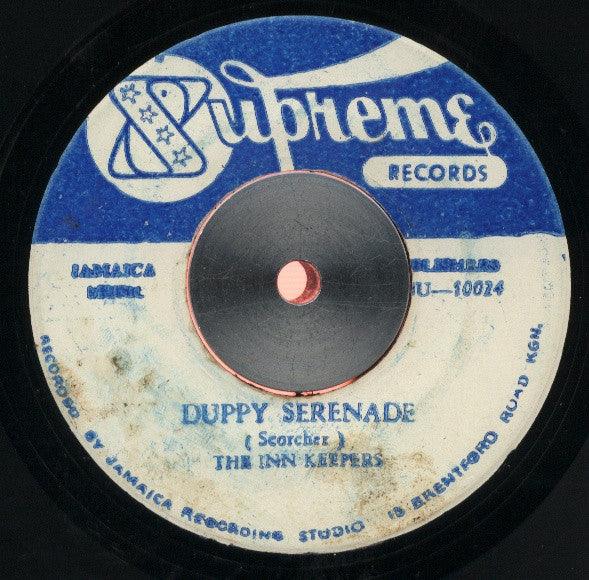 Supreme
RECORDS
JAMAICA
MUSIC
BLISHERS
U—10024
DUPPY SERENADE
( Scorcher )
THE INN KEEPERS
RECORDED BY JAMAICA RECORDING STUDIO 13 BRENTFORD ROAD KGN.